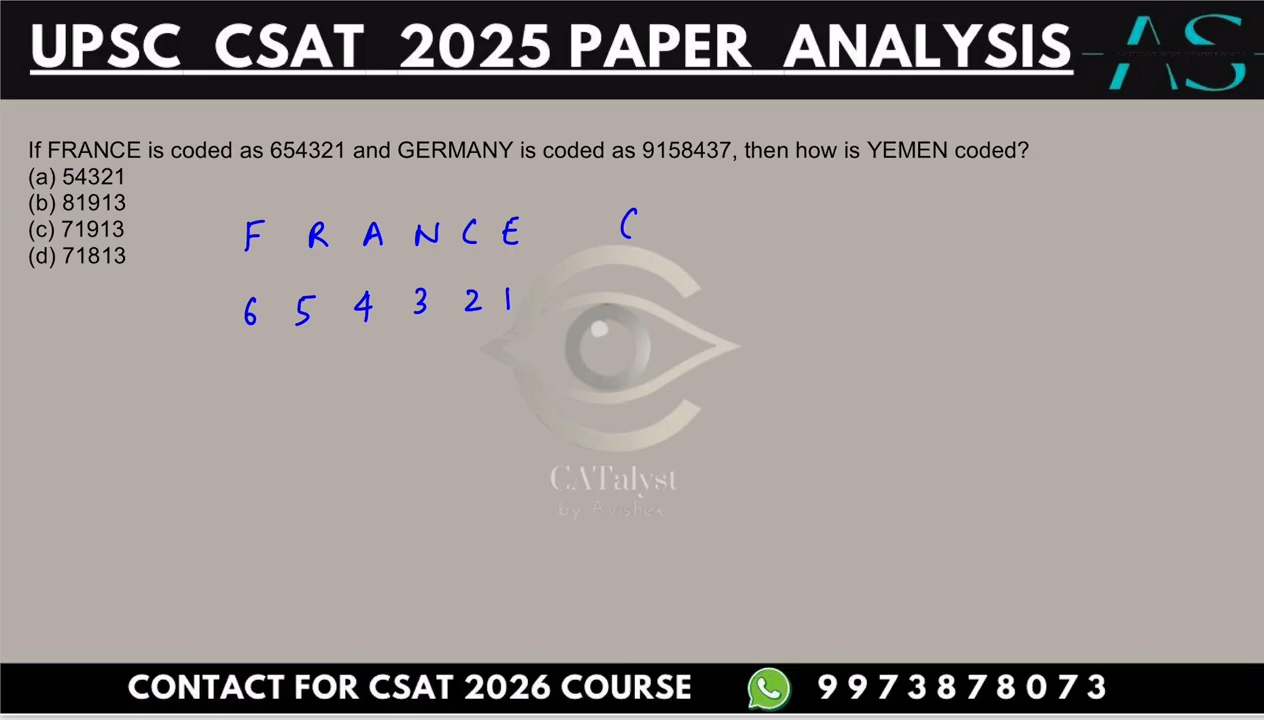 UPSC CSAT 2025 PAPER ANALYSIS
AS
If FRANCE is coded as 654321 and GERMANY is coded as 9158437, then how is YEMEN coded?
(a) 54321
(b) 81913
(c) 71913
(d) 71813
F R A N C E C
6 5 4 3 2 1
CATalyst
by Avishek
CONTACT FOR CSAT 2026 COURSE 9973878073